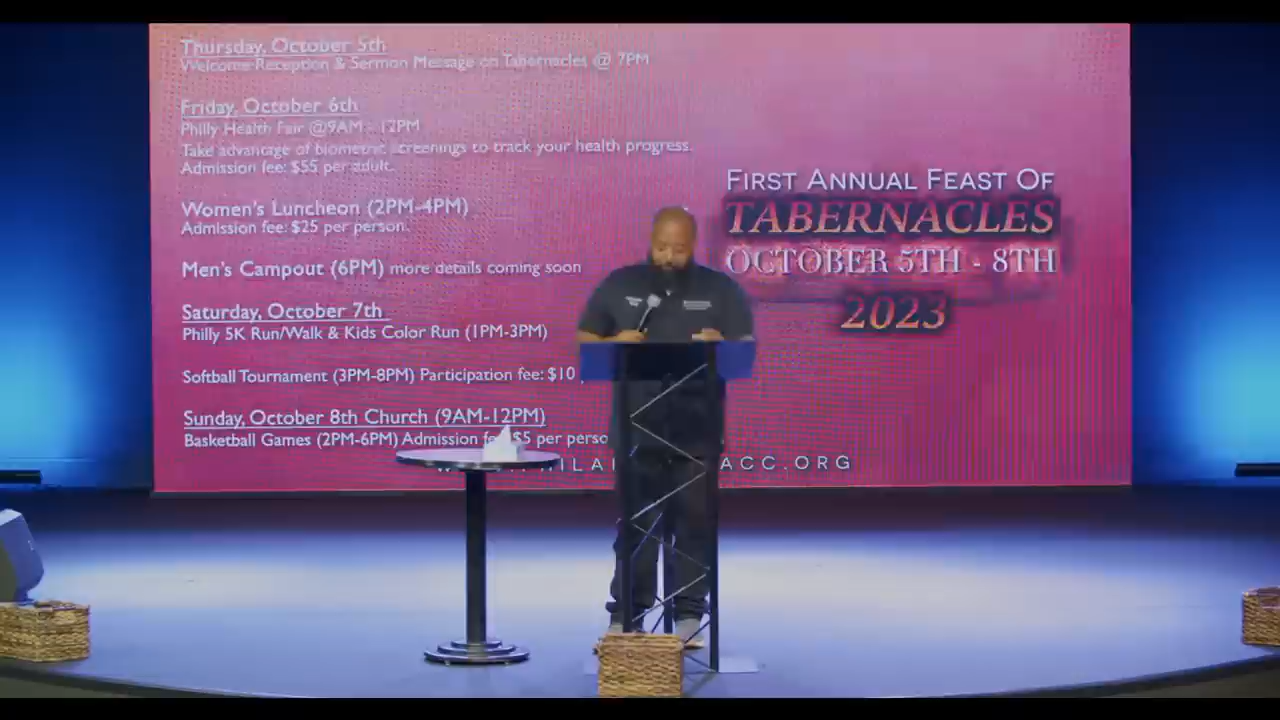 Thursday, October 5th
Welcome Reception & Sermon Message on Tabernacles @ 7PM
Friday, October 6th
Philly Health Fair @9AM - 12PM
Take advantage of biometric screenings to track your health progress.
Admission fee: $55 per adult.
Women's Luncheon (2PM-4PM)
Admission fee: $25 per person.
Men's Campout (6PM) more details coming soon
Saturday, October 7th
Philly 5K Run/Walk & Kids Color Run (1PM-3PM)
Softball Tournament (3PM-8PM) Participation fee: $10
Sunday, October 8th Church (9AM-12PM)
Basketball Games (2PM-6PM) Admission $5 per
FIRST ANNUAL FEAST OF
TABERNACLES
OCTOBER 5TH - 8TH
2023
ACC.ORG